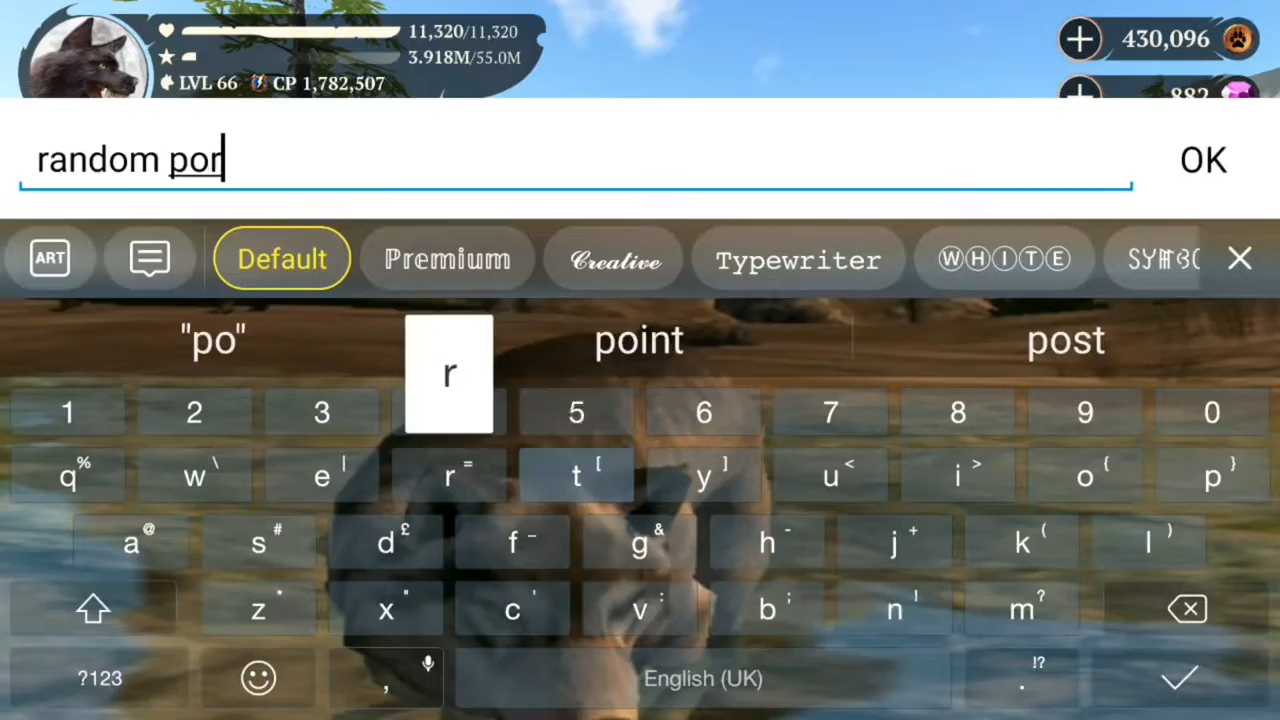 11,320/11,320
3.918M/55.0M
LVL 66 CP 1,782,507
430,096
882
random por
OK
ART Default ℙ𝕣𝕖𝕞𝕚𝕦𝕞 𝒞𝓇𝑒𝒶𝓉𝒾𝓋𝑒 Typewriter ⓌⒽⒾⓉⒺ
"po" r point post
1 2 3 5 6 7 8 9 0
q% w\ e| r= t[ y] u< i> o{ p}
a@ s# d£ f- g& h- j+ k( l)
z* x" c' v: b; n! m?
?123 , English (UK) . !?